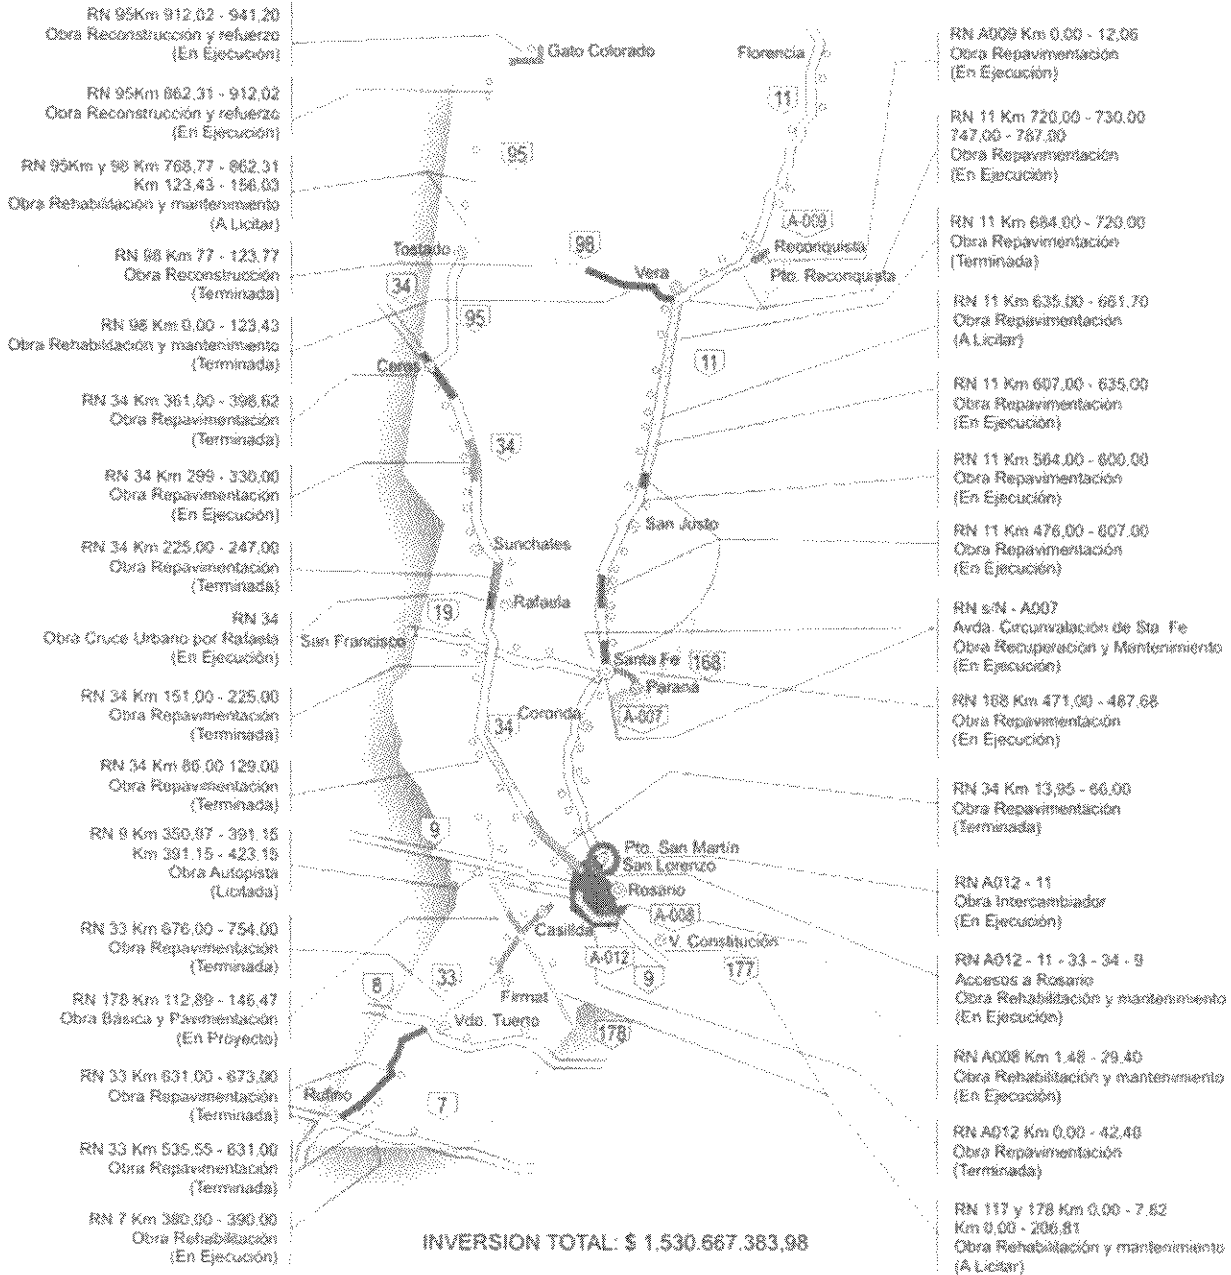 RN 95Km 912,02 - 941,20
Obra Reconstrucción y refuerzo
(En Ejecución)
RN 95Km 862,31 - 912,02
Obra Reconstrucción y refuerzo
(En Ejecución)
RN 95Km y 98 Km 768,77 - 862,31
Km 123,43 - 156,03
Obra Rehabilitación y mantenimiento
(A Licitar)
RN 98 Km 77 - 123,77
Obra Reconstrucción
(Terminada)
RN 98 Km 0,00 - 123,43
Obra Rehabilitación y mantenimiento
(Terminada)
RN 34 Km 361,00 - 398,62
Obra Repavimentación
(Terminada)
RN 34 Km 299 - 330,00
Obra Repavimentación
(En Ejecución)
RN 34 Km 225,00 - 247,00
Obra Repavimentación
(Terminada)
RN 34
Obra Cruce Urbano por Rafaela
(En Ejecución)
RN 34 Km 151,00 - 225,00
Obra Repavimentación
(Terminada)
RN 34 Km 86,00 129,00
Obra Repavimentación
(Terminada)
RN 9 Km 350,97 - 391,15
Km 391,15 - 423,15
Obra Autopista
(Licitada)
RN 33 Km 676,00 - 754,00
Obra Repavimentación
(Terminada)
RN 178 Km 112,89 - 146,47
Obra Básica y Pavimentación
(En Proyecto)
RN 33 Km 631,00 - 673,00
Obra Repavimentación
(Terminada)
RN 33 Km 535,55 - 631,00
Obra Repavimentación
(Terminada)
RN 7 Km 380,00 - 390,00
Obra Rehabilitación
(En Ejecución)
Gato Colorado
Florencia
11
95
A-009
98
Reconquista
Tostado
Vera
Pto. Reconquista
34
95
Ceres
11
34
San Justo
Sunchales
Rafaela
19
San Francisco
Santa Fe
168
Paraná
34
Coronda
A-007
9
Pto. San Martín
San Lorenzo
Rosario
A-008
Casilda
V. Constitución
A-012
8
33
9
177
Firmat
Vdo. Tuerto
178
Rufino
7
RN A009 Km 0,00 - 12,06
Obra Repavimentación
(En Ejecución)
RN 11 Km 720,00 - 730,00
747,00 - 787,00
Obra Repavimentación
(En Ejecución)
RN 11 Km 684,00 - 720,00
Obra Repavimentación
(Terminada)
RN 11 Km 635,00 - 661,70
Obra Repavimentación
(A Licitar)
RN 11 Km 607,00 - 635,00
Obra Repavimentación
(En Ejecución)
RN 11 Km 564,00 - 600,00
Obra Repavimentación
(En Ejecución)
RN 11 Km 476,00 - 607,00
Obra Repavimentación
(En Ejecución)
RN s/N - A007
Avda. Circunvalación de Sta Fe
Obra Recuperación y Mantenimiento
(En Ejecución)
RN 168 Km 471,00 - 487,68
Obra Repavimentación
(En Ejecución)
RN 34 Km 13,95 - 66,00
Obra Repavimentación
(Terminada)
RN A012 - 11
Obra Intercambiador
(En Ejecución)
RN A012 - 11 - 33 - 34 - 9
Accesos a Rosario
Obra Rehabilitación y mantenimiento
(En Ejecución)
RN A008 Km 1,48 - 29,40
Obra Rehabilitación y mantenimiento
(En Ejecución)
RN A012 Km 0,00 - 42,48
Obra Repavimentación
(Terminada)
RN 117 y 178 Km 0,00 - 7,62
Km 0,00 - 206,81
Obra Rehabilitación y mantenimiento
(A Licitar)
INVERSION TOTAL: $ 1.530.667.383,98